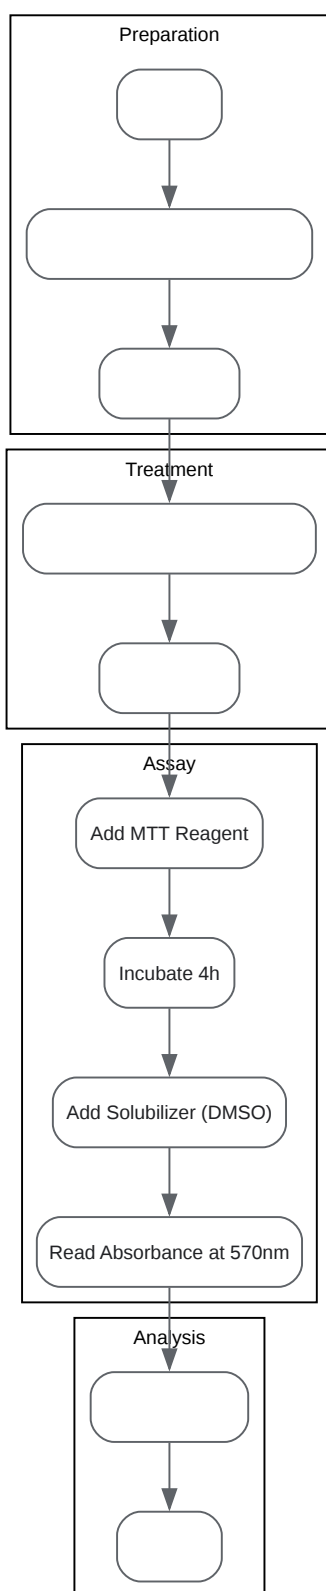 Preparation
Treatment
Assay
Add MTT Reagent
Incubate 4h
Add Solubilizer (DMSO)
Read Absorbance at 570nm
Analysis